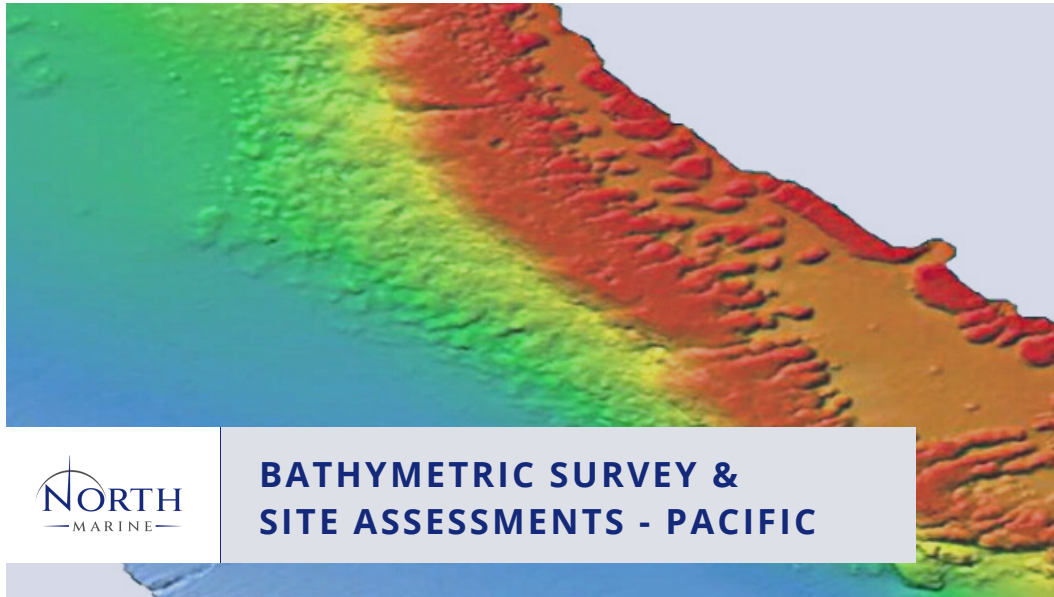 NORTH
MARINE
BATHYMETRIC SURVEY &
SITE ASSESSMENTS - PACIFIC